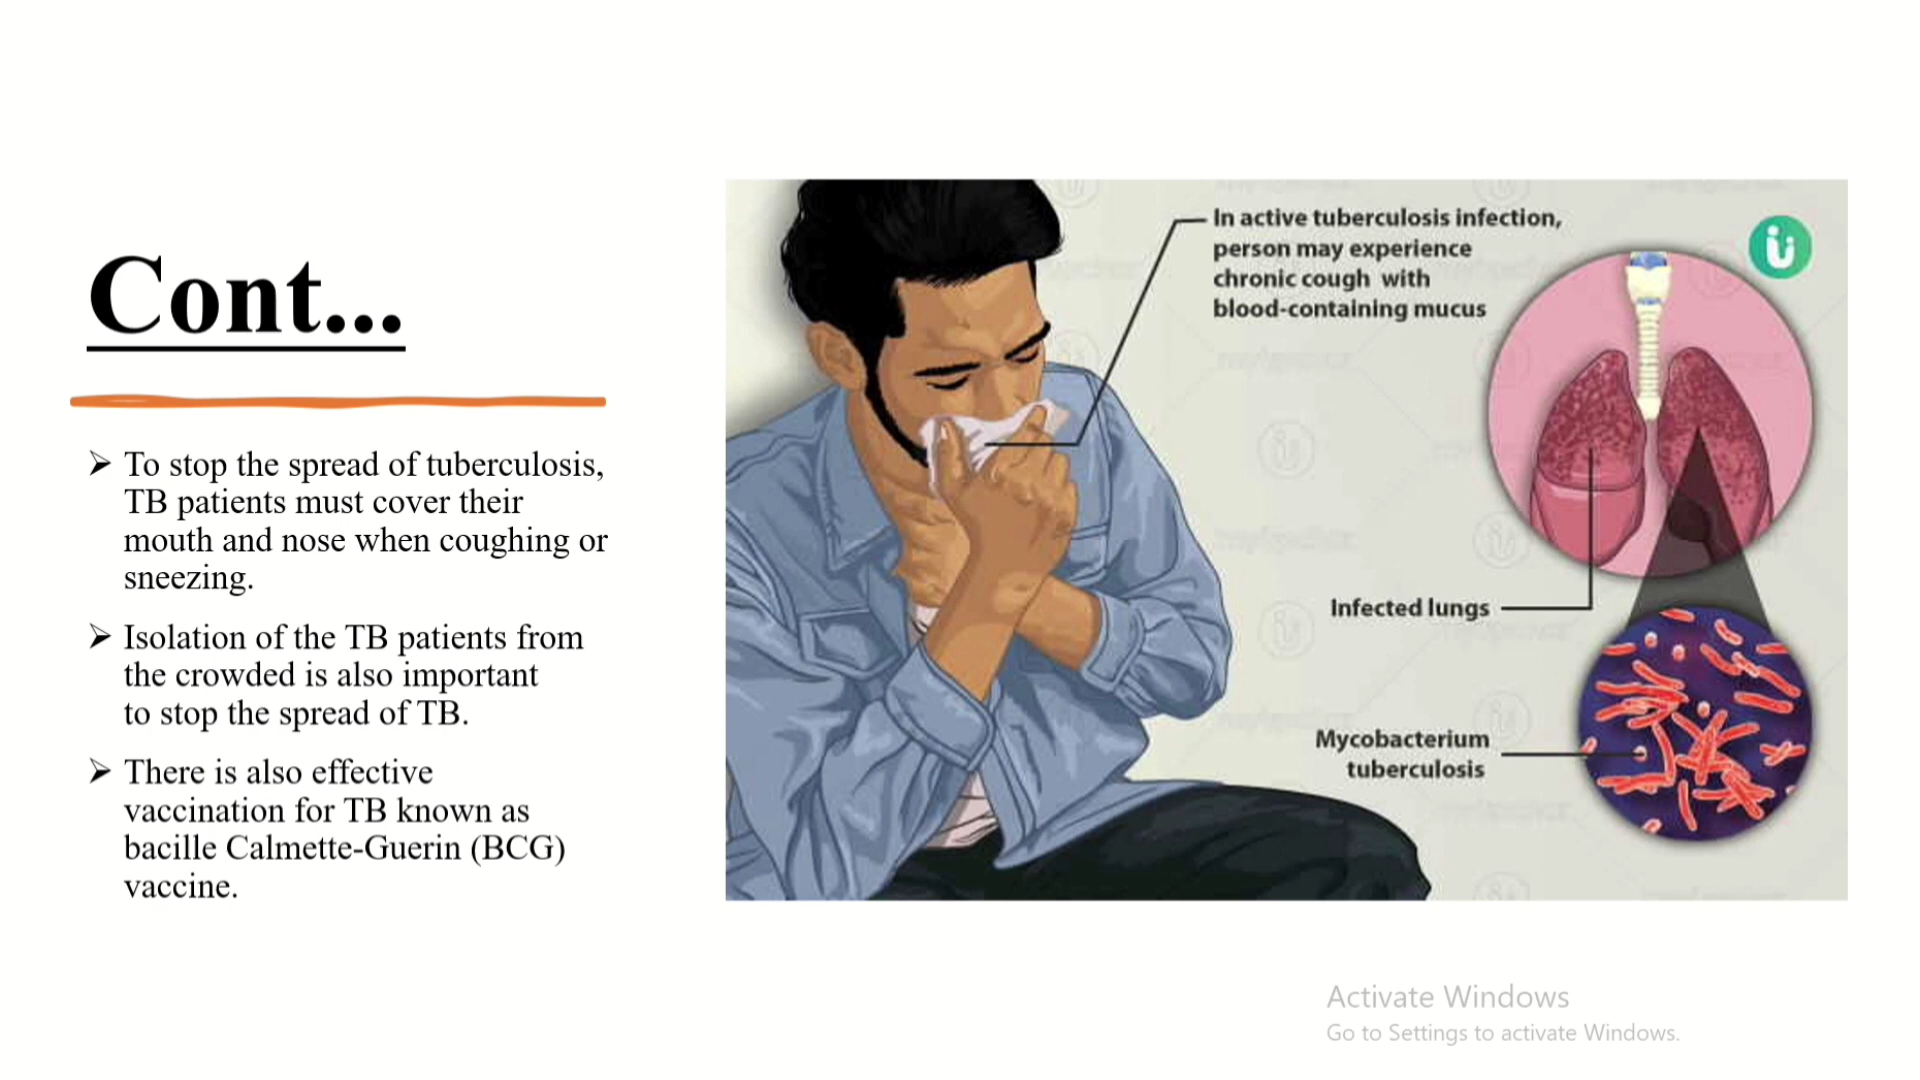 Cont...
➢ To stop the spread of tuberculosis,
TB patients must cover their
mouth and nose when coughing or
sneezing.
➢ Isolation of the TB patients from
the crowded is also important
to stop the spread of TB.
➢ There is also effective
vaccination for TB known as
bacille Calmette-Guerin (BCG)
vaccine.
In active tuberculosis infection,
person may experience
chronic cough with
blood-containing mucus
Infected lungs
Mycobacterium
tuberculosis
Activate Windows
Go to Settings to activate Windows.